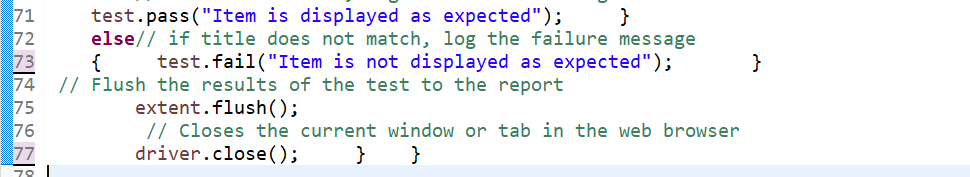 71 test.pass("Item is displayed as expected"); }
72 else// if title does not match, log the failure message
73 { test.fail("Item is not displayed as expected"); }
74 // Flush the results of the test to the report
75 extent.flush();
76 // Closes the current window or tab in the web browser
77 driver.close(); } }
78